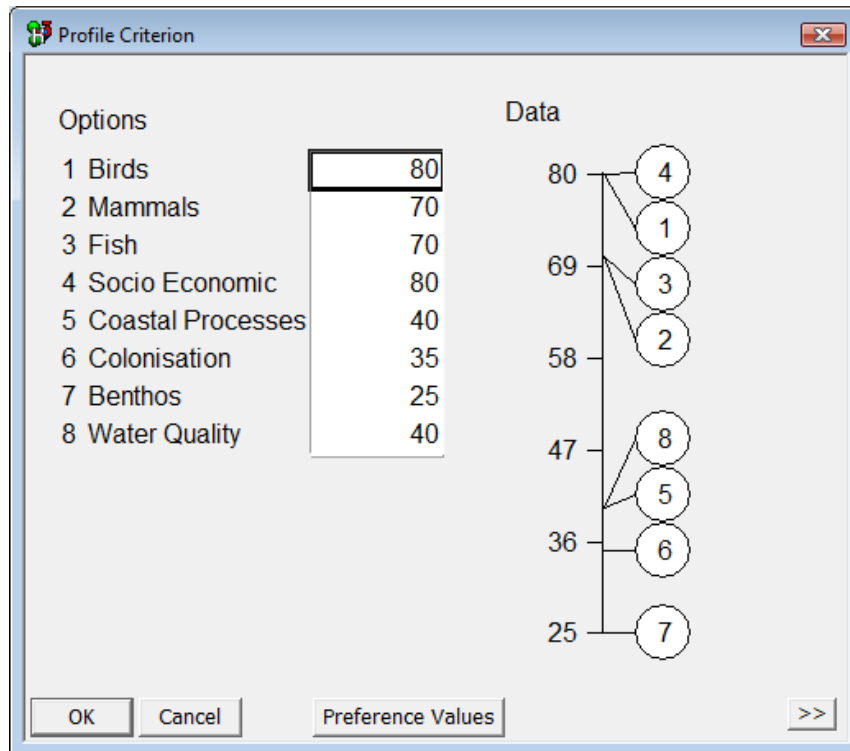 Profile Criterion
Options
1 Birds 80
2 Mammals 70
3 Fish 70
4 Socio Economic 80
5 Coastal Processes 40
6 Colonisation 35
7 Benthos 25
8 Water Quality 40
Data
80 4
1
69 3
2
58
8
47
5
36 6
25 7
OK Cancel Preference Values >>